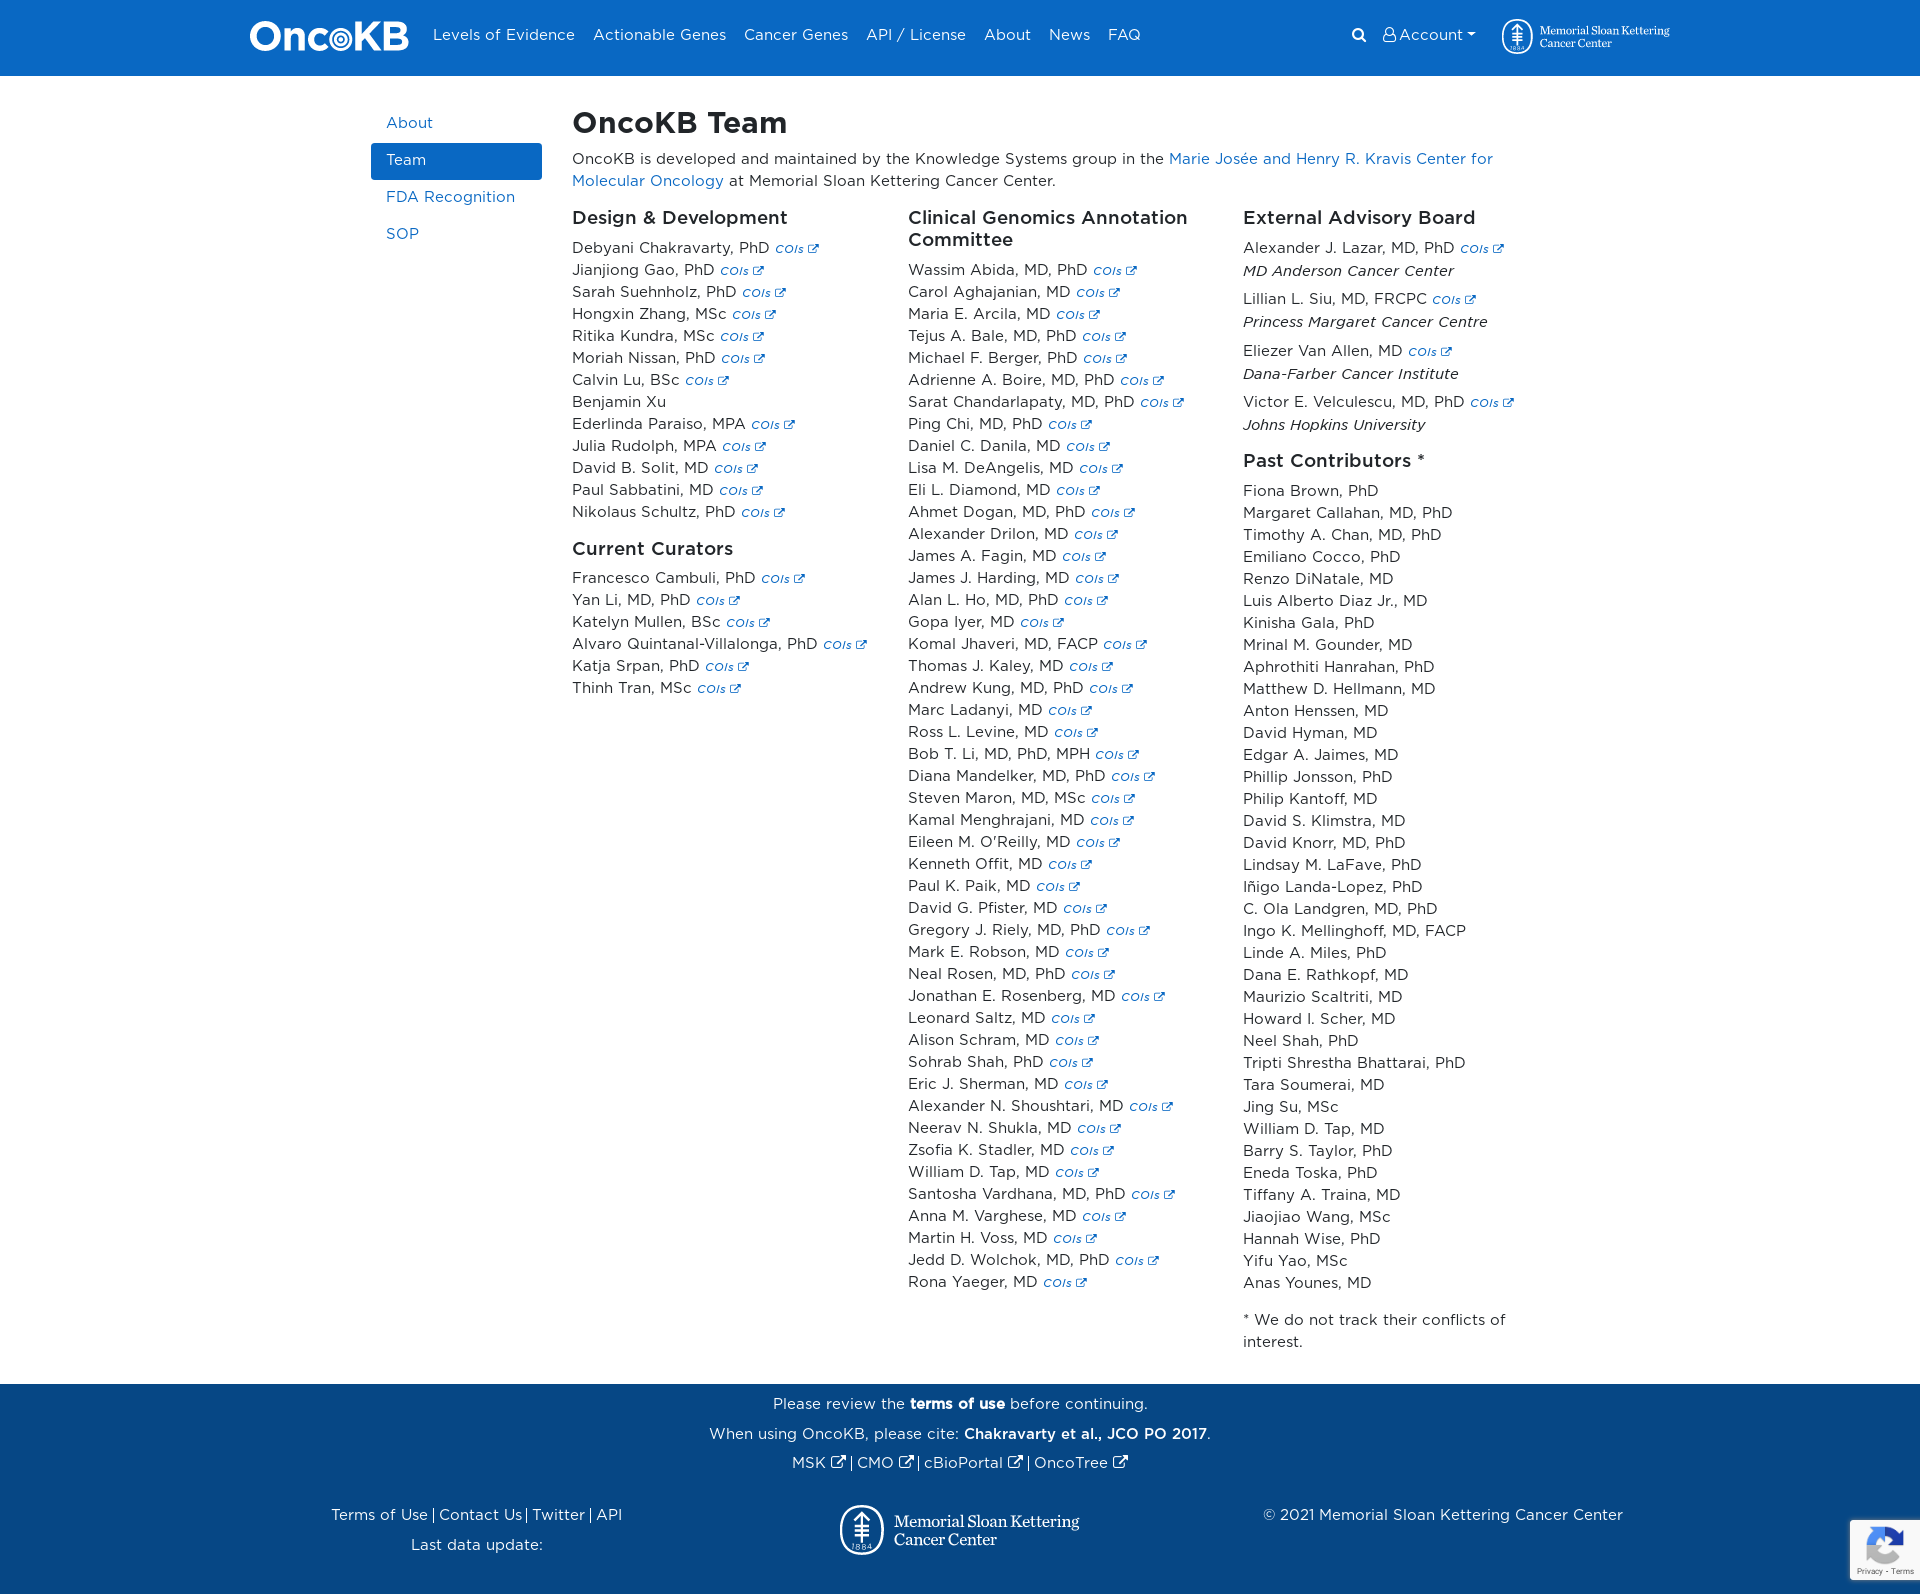 OncoKB
Levels of Evidence
Actionable Genes
Cancer Genes
API / License
About
News
FAQ
Account
Memorial Sloan Kettering
Cancer Center
1884
About
Team
FDA Recognition
SOP
OncoKB Team
OncoKB is developed and maintained by the Knowledge Systems group in the Marie Josée and Henry R. Kravis Center for
Molecular Oncology at Memorial Sloan Kettering Cancer Center.
Design & Development
Debyani Chakravarty, PhD COIs
Jianjiong Gao, PhD COIs
Sarah Suehnholz, PhD COIs
Hongxin Zhang, MSc COIs
Ritika Kundra, MSc COIs
Moriah Nissan, PhD COIs
Calvin Lu, BSc COIs
Benjamin Xu
Ederlinda Paraiso, MPA COIs
Julia Rudolph, MPA COIs
David B. Solit, MD COIs
Paul Sabbatini, MD COIs
Nikolaus Schultz, PhD COIs
Current Curators
Francesco Cambuli, PhD COIs
Yan Li, MD, PhD COIs
Katelyn Mullen, BSc COIs
Alvaro Quintanal-Villalonga, PhD COIs
Katja Srpan, PhD COIs
Thinh Tran, MSc COIs
Clinical Genomics Annotation
Committee
Wassim Abida, MD, PhD COIs
Carol Aghajanian, MD COIs
Maria E. Arcila, MD COIs
Tejus A. Bale, MD, PhD COIs
Michael F. Berger, PhD COIs
Adrienne A. Boire, MD, PhD COIs
Sarat Chandarlapaty, MD, PhD COIs
Ping Chi, MD, PhD COIs
Daniel C. Danila, MD COIs
Lisa M. DeAngelis, MD COIs
Eli L. Diamond, MD COIs
Ahmet Dogan, MD, PhD COIs
Alexander Drilon, MD COIs
James A. Fagin, MD COIs
James J. Harding, MD COIs
Alan L. Ho, MD, PhD COIs
Gopa Iyer, MD COIs
Komal Jhaveri, MD, FACP COIs
Thomas J. Kaley, MD COIs
Andrew Kung, MD, PhD COIs
Marc Ladanyi, MD COIs
Ross L. Levine, MD COIs
Bob T. Li, MD, PhD, MPH COIs
Diana Mandelker, MD, PhD COIs
Steven Maron, MD, MSc COIs
Kamal Menghrajani, MD COIs
Eileen M. O'Reilly, MD COIs
Kenneth Offit, MD COIs
Paul K. Paik, MD COIs
David G. Pfister, MD COIs
Gregory J. Riely, MD, PhD COIs
Mark E. Robson, MD COIs
Neal Rosen, MD, PhD COIs
Jonathan E. Rosenberg, MD COIs
Leonard Saltz, MD COIs
Alison Schram, MD COIs
Sohrab Shah, PhD COIs
Eric J. Sherman, MD COIs
Alexander N. Shoushtari, MD COIs
Neerav N. Shukla, MD COIs
Zsofia K. Stadler, MD COIs
William D. Tap, MD COIs
Santosha Vardhana, MD, PhD COIs
Anna M. Varghese, MD COIs
Martin H. Voss, MD COIs
Jedd D. Wolchok, MD, PhD COIs
Rona Yaeger, MD COIs
External Advisory Board
Alexander J. Lazar, MD, PhD COIs
MD Anderson Cancer Center
Lillian L. Siu, MD, FRCPC COIs
Princess Margaret Cancer Centre
Eliezer Van Allen, MD COIs
Dana-Farber Cancer Institute
Victor E. Velculescu, MD, PhD COIs
Johns Hopkins University
Past Contributors *
Fiona Brown, PhD
Margaret Callahan, MD, PhD
Timothy A. Chan, MD, PhD
Emiliano Cocco, PhD
Renzo DiNatale, MD
Luis Alberto Diaz Jr., MD
Kinisha Gala, PhD
Mrinal M. Gounder, MD
Aphrothiti Hanrahan, PhD
Matthew D. Hellmann, MD
Anton Henssen, MD
David Hyman, MD
Edgar A. Jaimes, MD
Phillip Jonsson, PhD
Philip Kantoff, MD
David S. Klimstra, MD
David Knorr, MD, PhD
Lindsay M. LaFave, PhD
Iñigo Landa-Lopez, PhD
C. Ola Landgren, MD, PhD
Ingo K. Mellinghoff, MD, FACP
Linde A. Miles, PhD
Dana E. Rathkopf, MD
Maurizio Scaltriti, MD
Howard I. Scher, MD
Neel Shah, PhD
Tripti Shrestha Bhattarai, PhD
Tara Soumerai, MD
Jing Su, MSc
William D. Tap, MD
Barry S. Taylor, PhD
Eneda Toska, PhD
Tiffany A. Traina, MD
Jiaojiao Wang, MSc
Hannah Wise, PhD
Yifu Yao, MSc
Anas Younes, MD
* We do not track their conflicts of
interest.
Please review the terms of use before continuing.
When using OncoKB, please cite: Chakravarty et al., JCO PO 2017.
MSK | CMO | cBioPortal | OncoTree
Terms of Use | Contact Us | Twitter | API
Last data update:
1884
Memorial Sloan Kettering
Cancer Center
© 2021 Memorial Sloan Kettering Cancer Center
Privacy - Terms